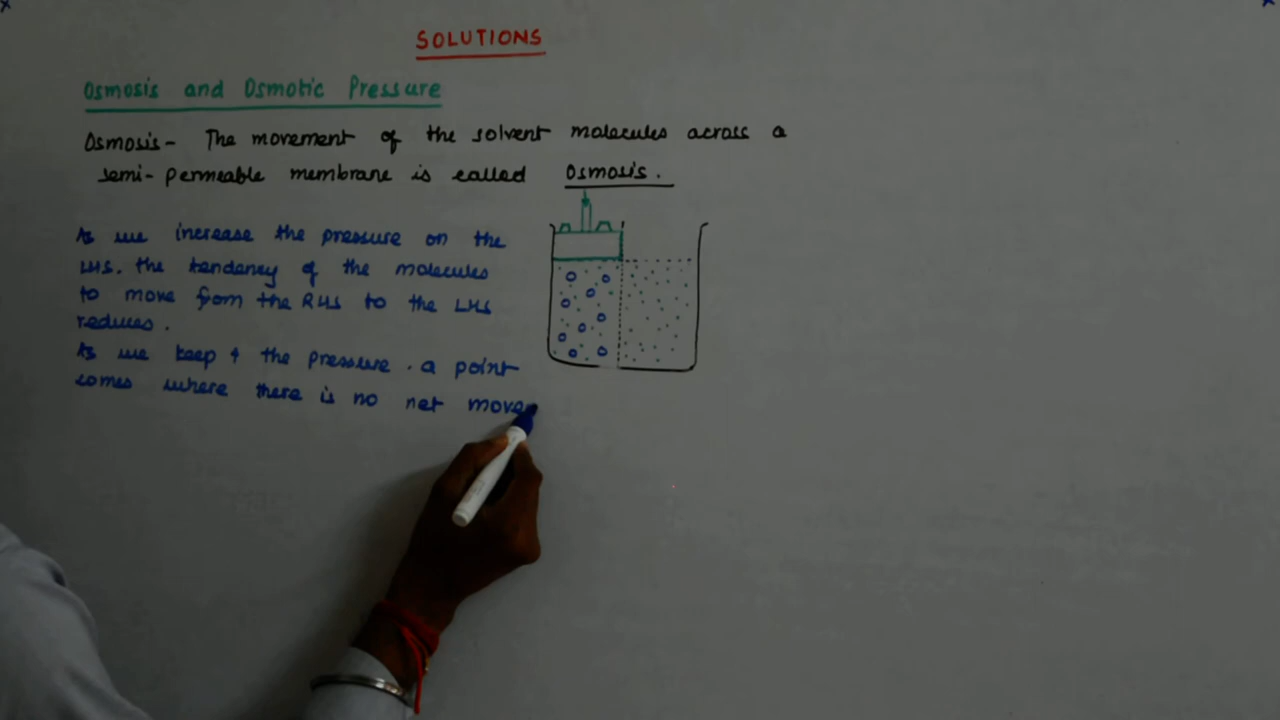 SOLUTIONS
Osmosis and Osmotic Pressure
Osmosis - The movement of the solvent molecules across a
semi-permeable membrane is called Osmosis.
As we increase the pressure on the
LHS, the tendancy of the molecules
to move from the RHS to the LHS
reduces.
As we keep ↑ the pressure, a point
comes where there is no net move